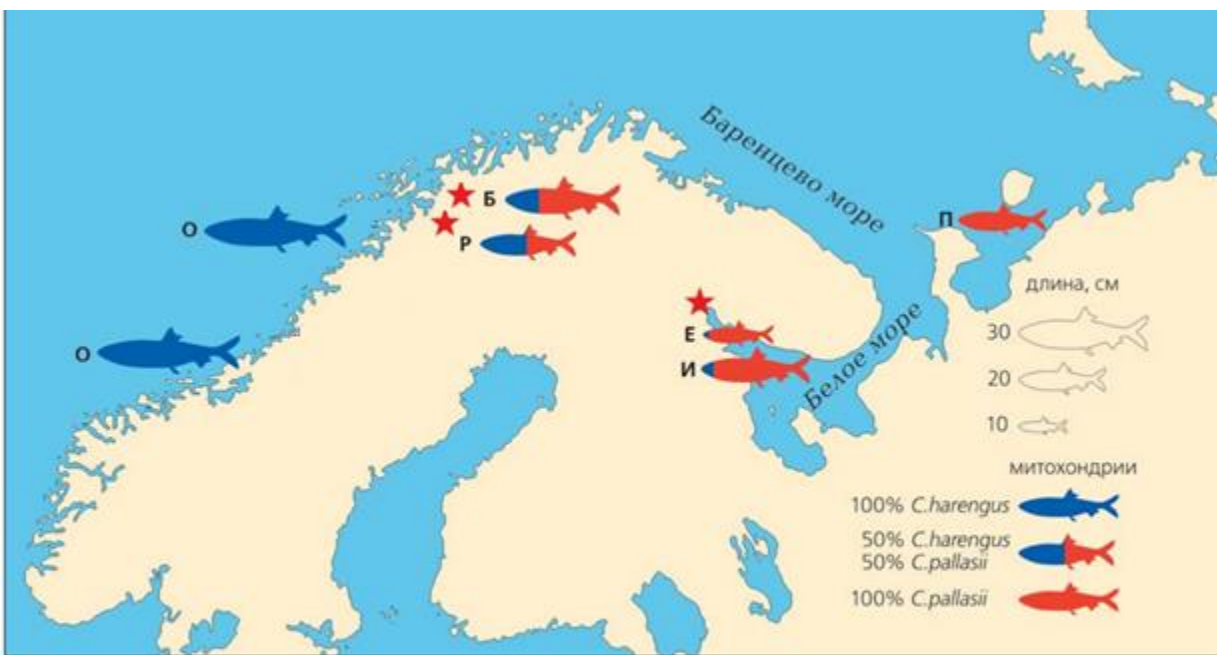 Баренцево море
Б
О
Р
П
длина, см
30
Е
О
И
Белое море
20
10
митохондрии
100% C.harengus
50% C.harengus
50% C.pallasii
100% C.pallasii